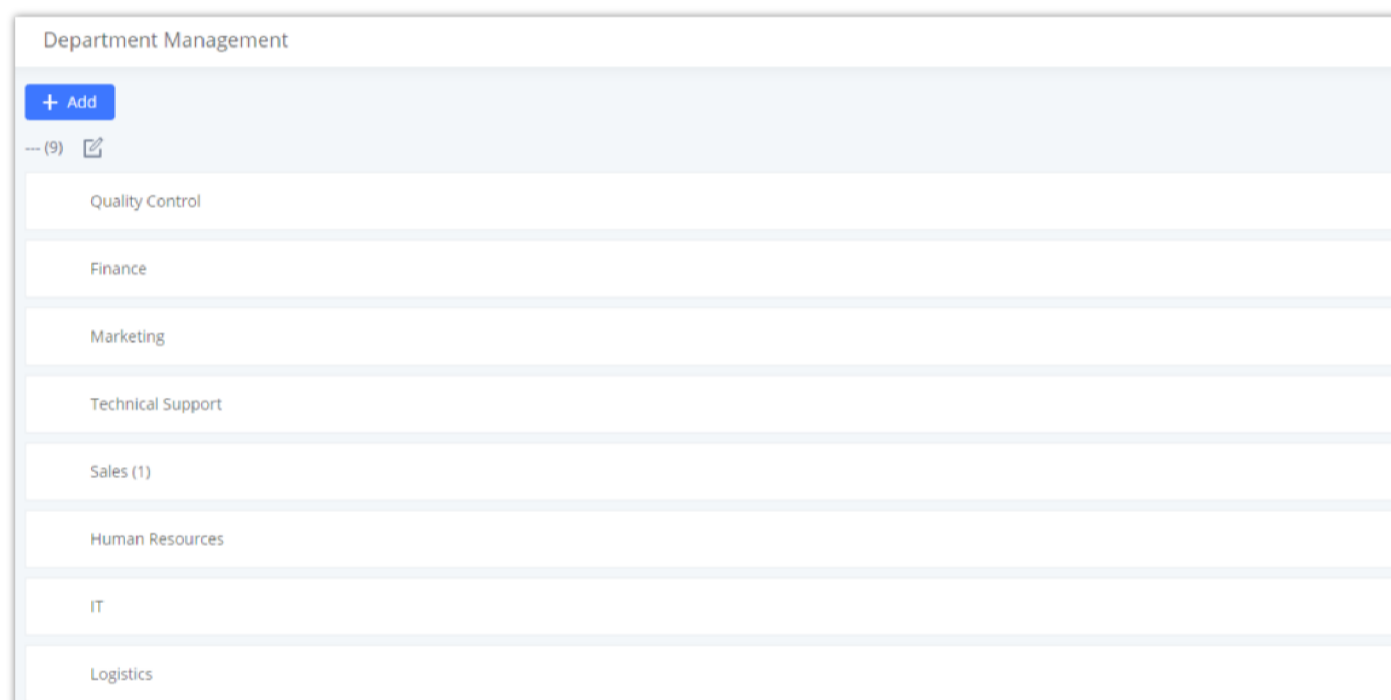 Department Management
+ Add
--- (9)
Quality Control
Finance
Marketing
Technical Support
Sales (1)
Human Resources
IT
Logistics